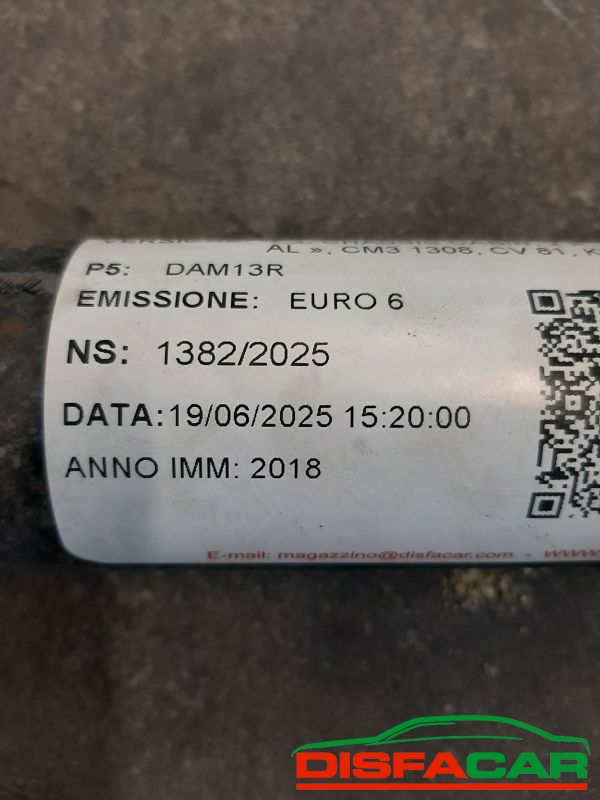 AL », CM3 1308, CV 81, K
P5: DAM13R
EMISSIONE: EURO 6
NS: 1382/2025
DATA:19/06/2025 15:20:00
ANNO IMM: 2018
E-mail: magazzino@disfacar.com - www
DISFACAR